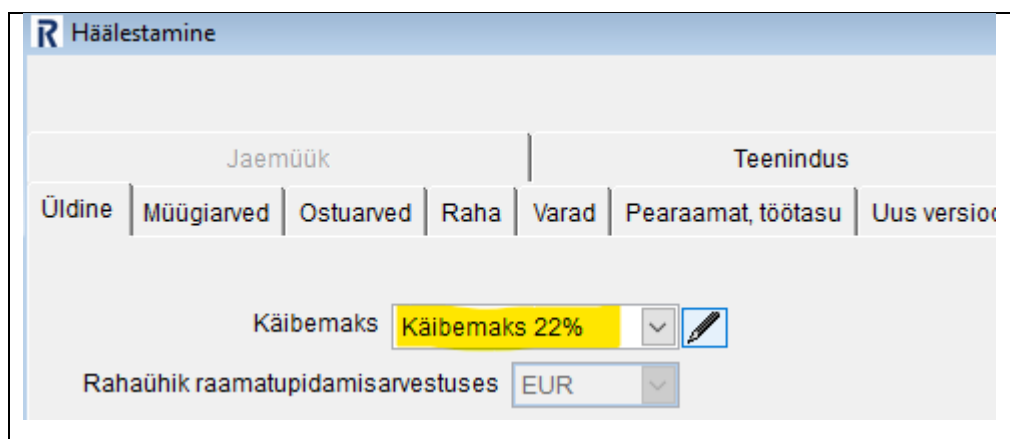 R Häälestamine
Jaemüük Teenindus
Üldine Müügiarved Ostuarved Raha Varad Pearaamat, töötasu Uus versioo
Käibemaks Käibemaks 22%
Rahaühik raamatupidamisarvestuses EUR